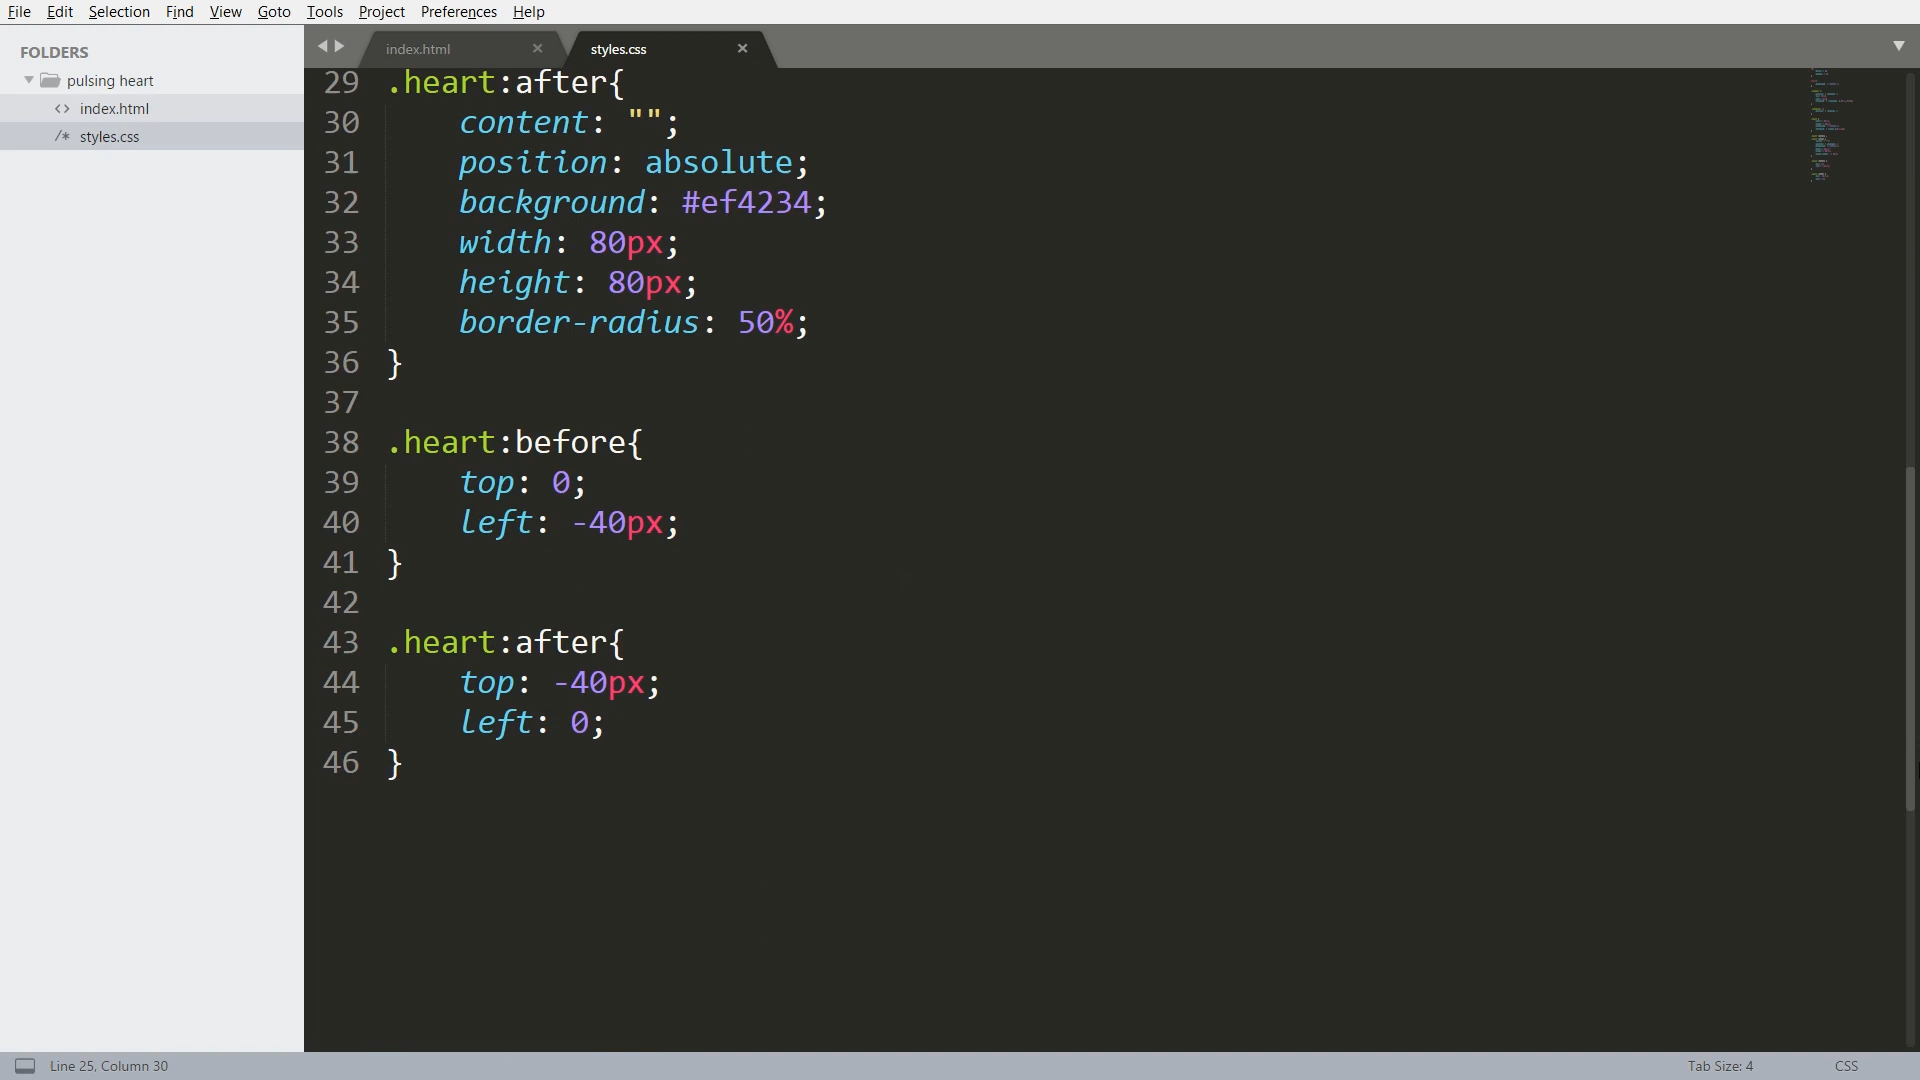 File Edit Selection Find View Goto Tools Project Preferences Help
FOLDERS
pulsing heart
<> index.html
/* styles.css
index.html × styles.css ×
29 .heart:after{
30 content: "";
31 position: absolute;
32 background: #ef4234;
33 width: 80px;
34 height: 80px;
35 border-radius: 50%;
36 }
37
38 .heart:before{
39 top: 0;
40 left: -40px;
41 }
42
43 .heart:after{
44 top: -40px;
45 left: 0;
46 }
Line 25, Column 30 Tab Size: 4 CSS